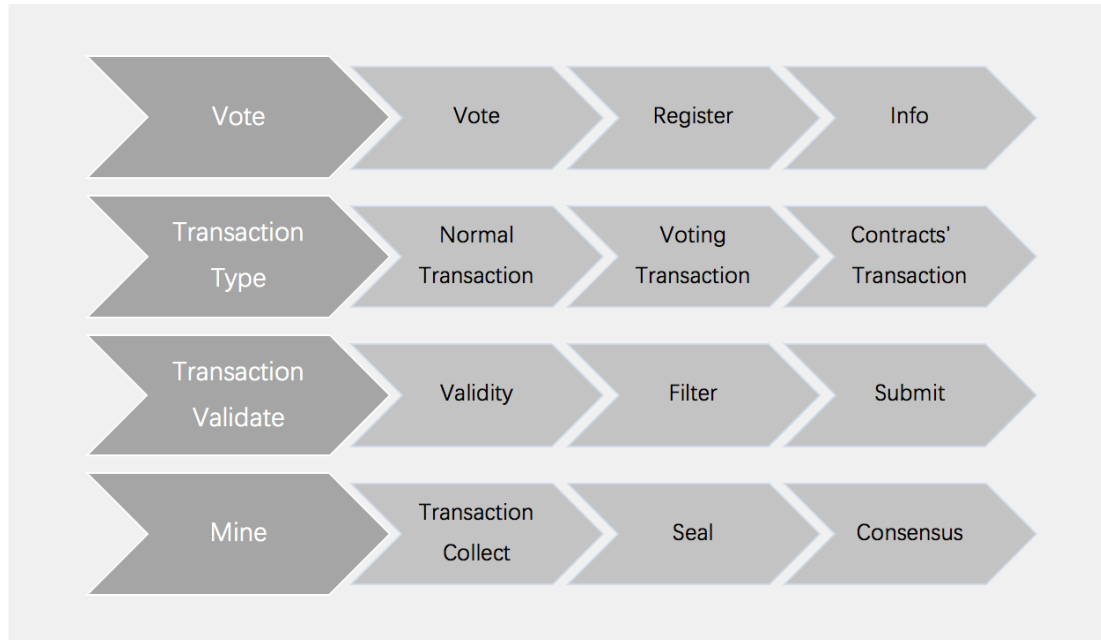 Vote
Vote
Register
Info
Transaction
Type
Normal
Transaction
Voting
Transaction
Contracts'
Transaction
Transaction
Validate
Validity
Filter
Submit
Mine
Transaction
Collect
Seal
Consensus